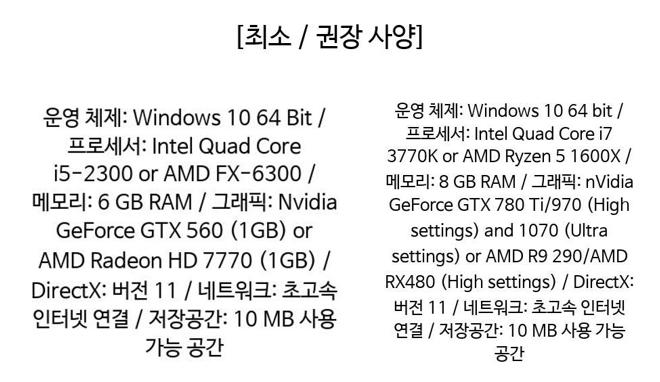 [최소 / 권장 사양]
운영 체제: Windows 10 64 Bit /
프로세서: Intel Quad Core
i5-2300 or AMD FX-6300 /
메모리: 6 GB RAM / 그래픽: Nvidia
GeForce GTX 560 (1GB) or
AMD Radeon HD 7770 (1GB) /
DirectX: 버전 11 / 네트워크: 초고속
인터넷 연결 / 저장공간: 10 MB 사용
가능 공간
운영 체제: Windows 10 64 bit /
프로세서: Intel Quad Core i7
3770K or AMD Ryzen 5 1600X /
메모리: 8 GB RAM / 그래픽: nVidia
GeForce GTX 780 Ti/970 (High
settings) and 1070 (Ultra
settings) or AMD R9 290/AMD
RX480 (High settings) / DirectX:
버전 11 / 네트워크: 초고속 인터넷
연결 / 저장공간: 10 MB 사용 가능
공간